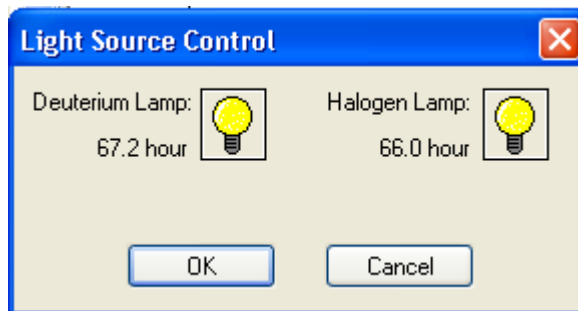 Light Source Control
Deuterium Lamp:
67.2 hour
Halogen Lamp:
66.0 hour
OK
Cancel